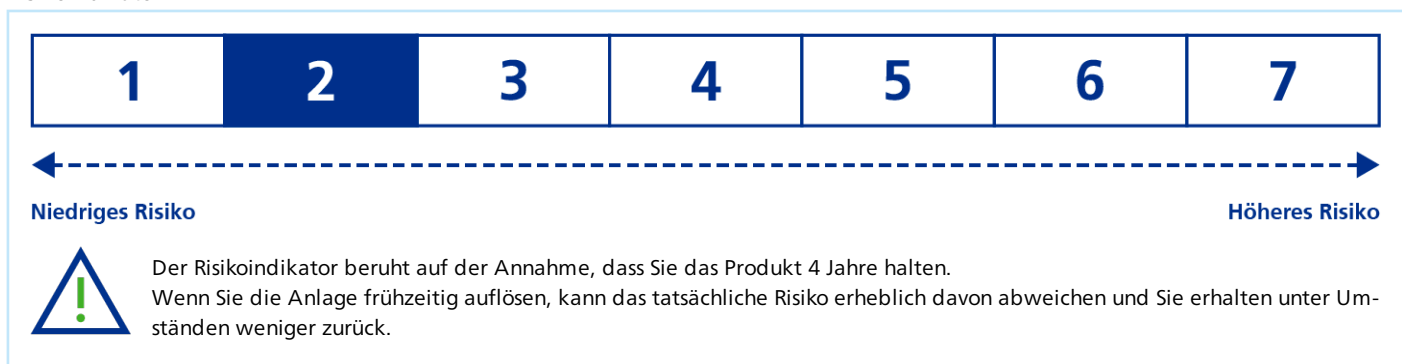 1 2 3 4 5 6 7
Niedriges Risiko Höheres Risiko
Der Risikoindikator beruht auf der Annahme, dass Sie das Produkt 4 Jahre halten.
Wenn Sie die Anlage frühzeitig auflösen, kann das tatsächliche Risiko erheblich davon abweichen und Sie erhalten unter Um-
ständen weniger zurück.